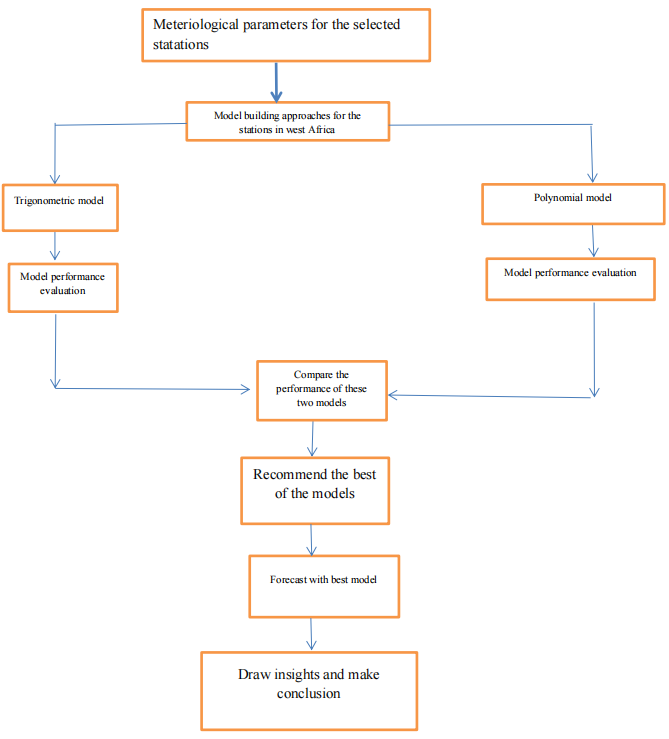 Meteriological parameters for the selected
statations
Model building approaches for the
stations in west Africa
Trigonometric model
Polynomial model
Model performance
evaluation
Model performance evaluation
Compare the
performance of these
two models
Recommend the best
of the models
Forecast with best model
Draw insights and make
conclusion